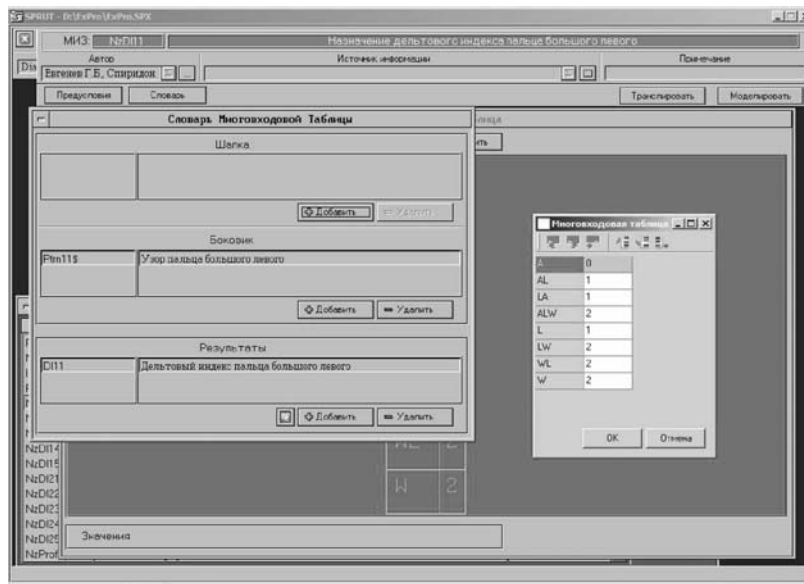 SPRUT - D:\ExPro\ExPro.SPX
МИЗ: NzDI11 Назначение дельтового индекса пальца большого левого
Автор Источник информации Примечание
Евгенев Г.Б., Спиридон
Предусловия Словарь Транслировать Моделировать
Словарь Многовходовой Таблицы
Шапка
Добавить Удалить
Боковик
Ptrn11$ Узор пальца большого левого
Добавить Удалить
Результаты
DI11 Дельтовый индекс пальца большого левого
Добавить Удалить
Многовходовая таблица
A 0
AL 1
LA 1
ALW 2
L 1
LW 2
WL 2
W 2
OK Отмена
NzDI14
NzDI15
NzDI21
NzDI22
NzDI23
NzDI24
NzDI25
NzProf
WL 2
W 2
Значения